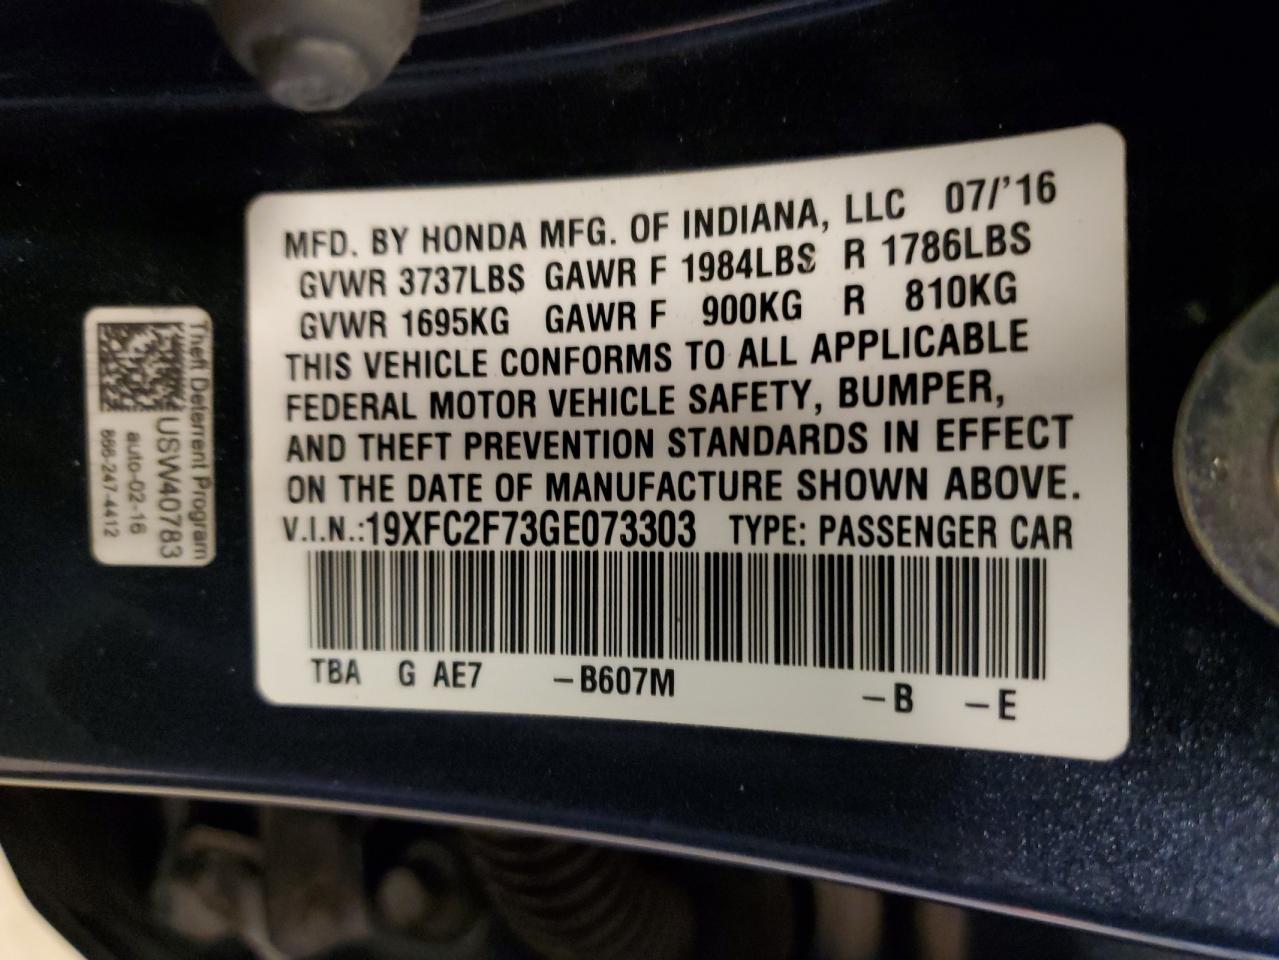 MFD. BY HONDA MFG. OF INDIANA, LLC 07/'16
GVWR 3737LBS GAWR F 1984LBS R 1786LBS
GVWR 1695KG GAWR F 900KG R 810KG
THIS VEHICLE CONFORMS TO ALL APPLICABLE
FEDERAL MOTOR VEHICLE SAFETY, BUMPER,
AND THEFT PREVENTION STANDARDS IN EFFECT
ON THE DATE OF MANUFACTURE SHOWN ABOVE.
V.I.N.:19XFC2F73GE073303 TYPE: PASSENGER CAR
TBA G AE7 –B607M –B –E
Theft Deterrent Program
USW40783
auto-02-16
866-247-4412